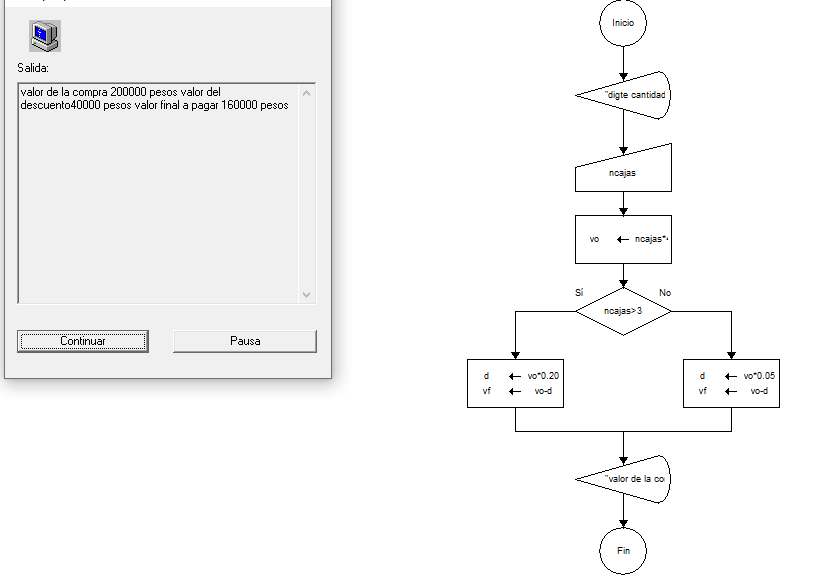 Salida:
valor de la compra 200000 pesos valor del
descuento40000 pesos valor final a pagar 160000 pesos
Continuar
Pausa
Inicio
"digte cantidad
ncajas
vo ← ncajas*
Sí
No
ncajas>3
d ← vo*0.20
vf ← vo-d
d ← vo*0.05
vf ← vo-d
"valor de la co
Fin